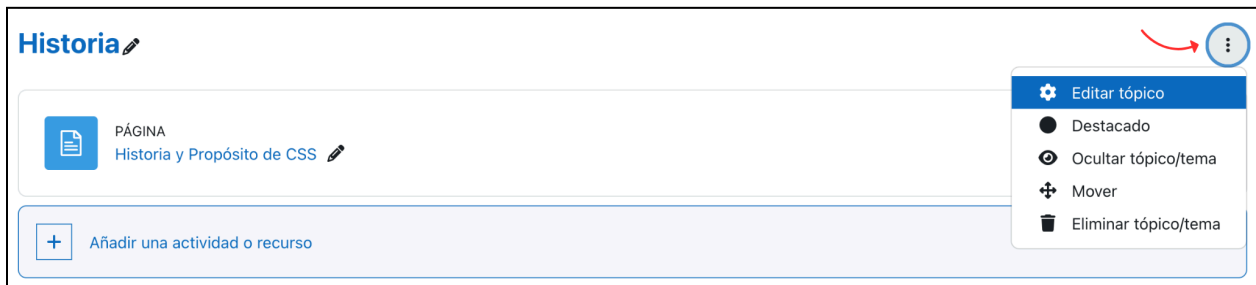 Historia
Editar tópico
PÁGINA
Historia y Propósito de CSS
Destacado
Ocultar tópico/tema
Mover
Eliminar tópico/tema
Añadir una actividad o recurso